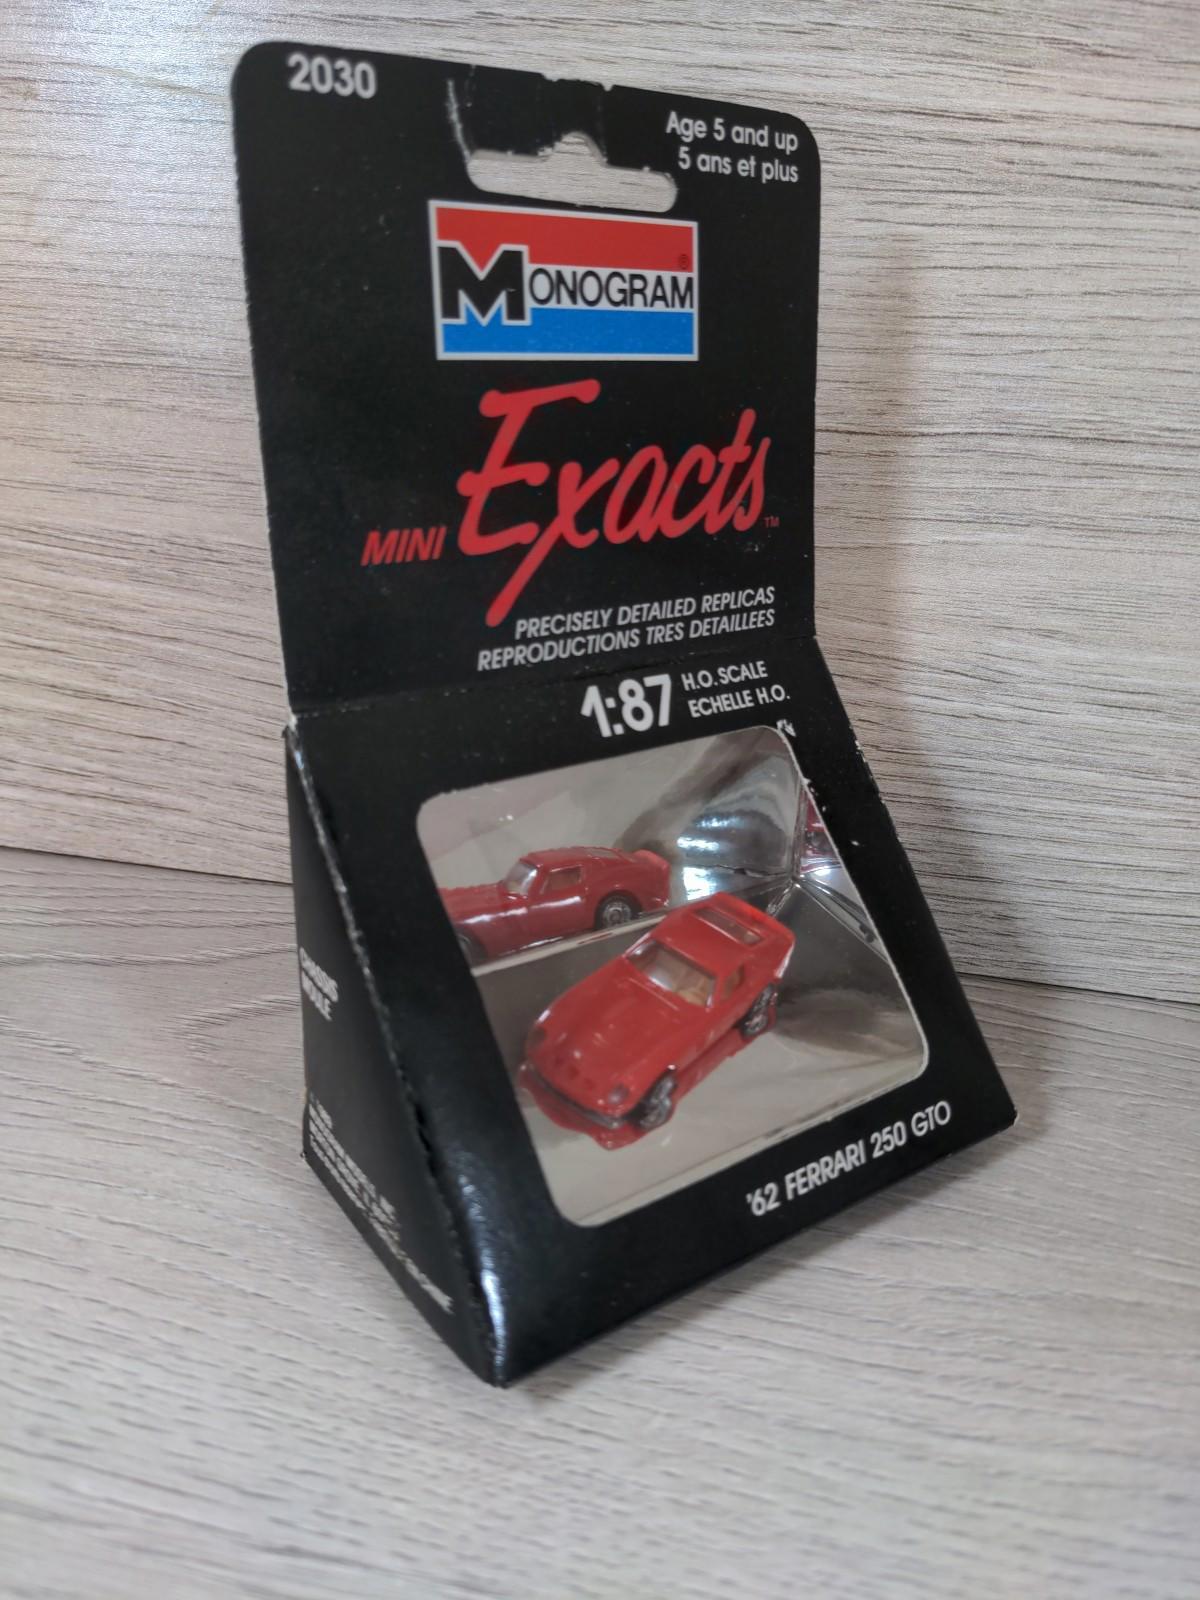 2030
Age 5 and up
5 ans et plus
MONOGRAM®
MINI Exacts™
PRECISELY DETAILED REPLICAS
REPRODUCTIONS TRES DETAILLEES
1:87 H.O. SCALE
ECHELLE H.O.
'62 FERRARI 250 GTO